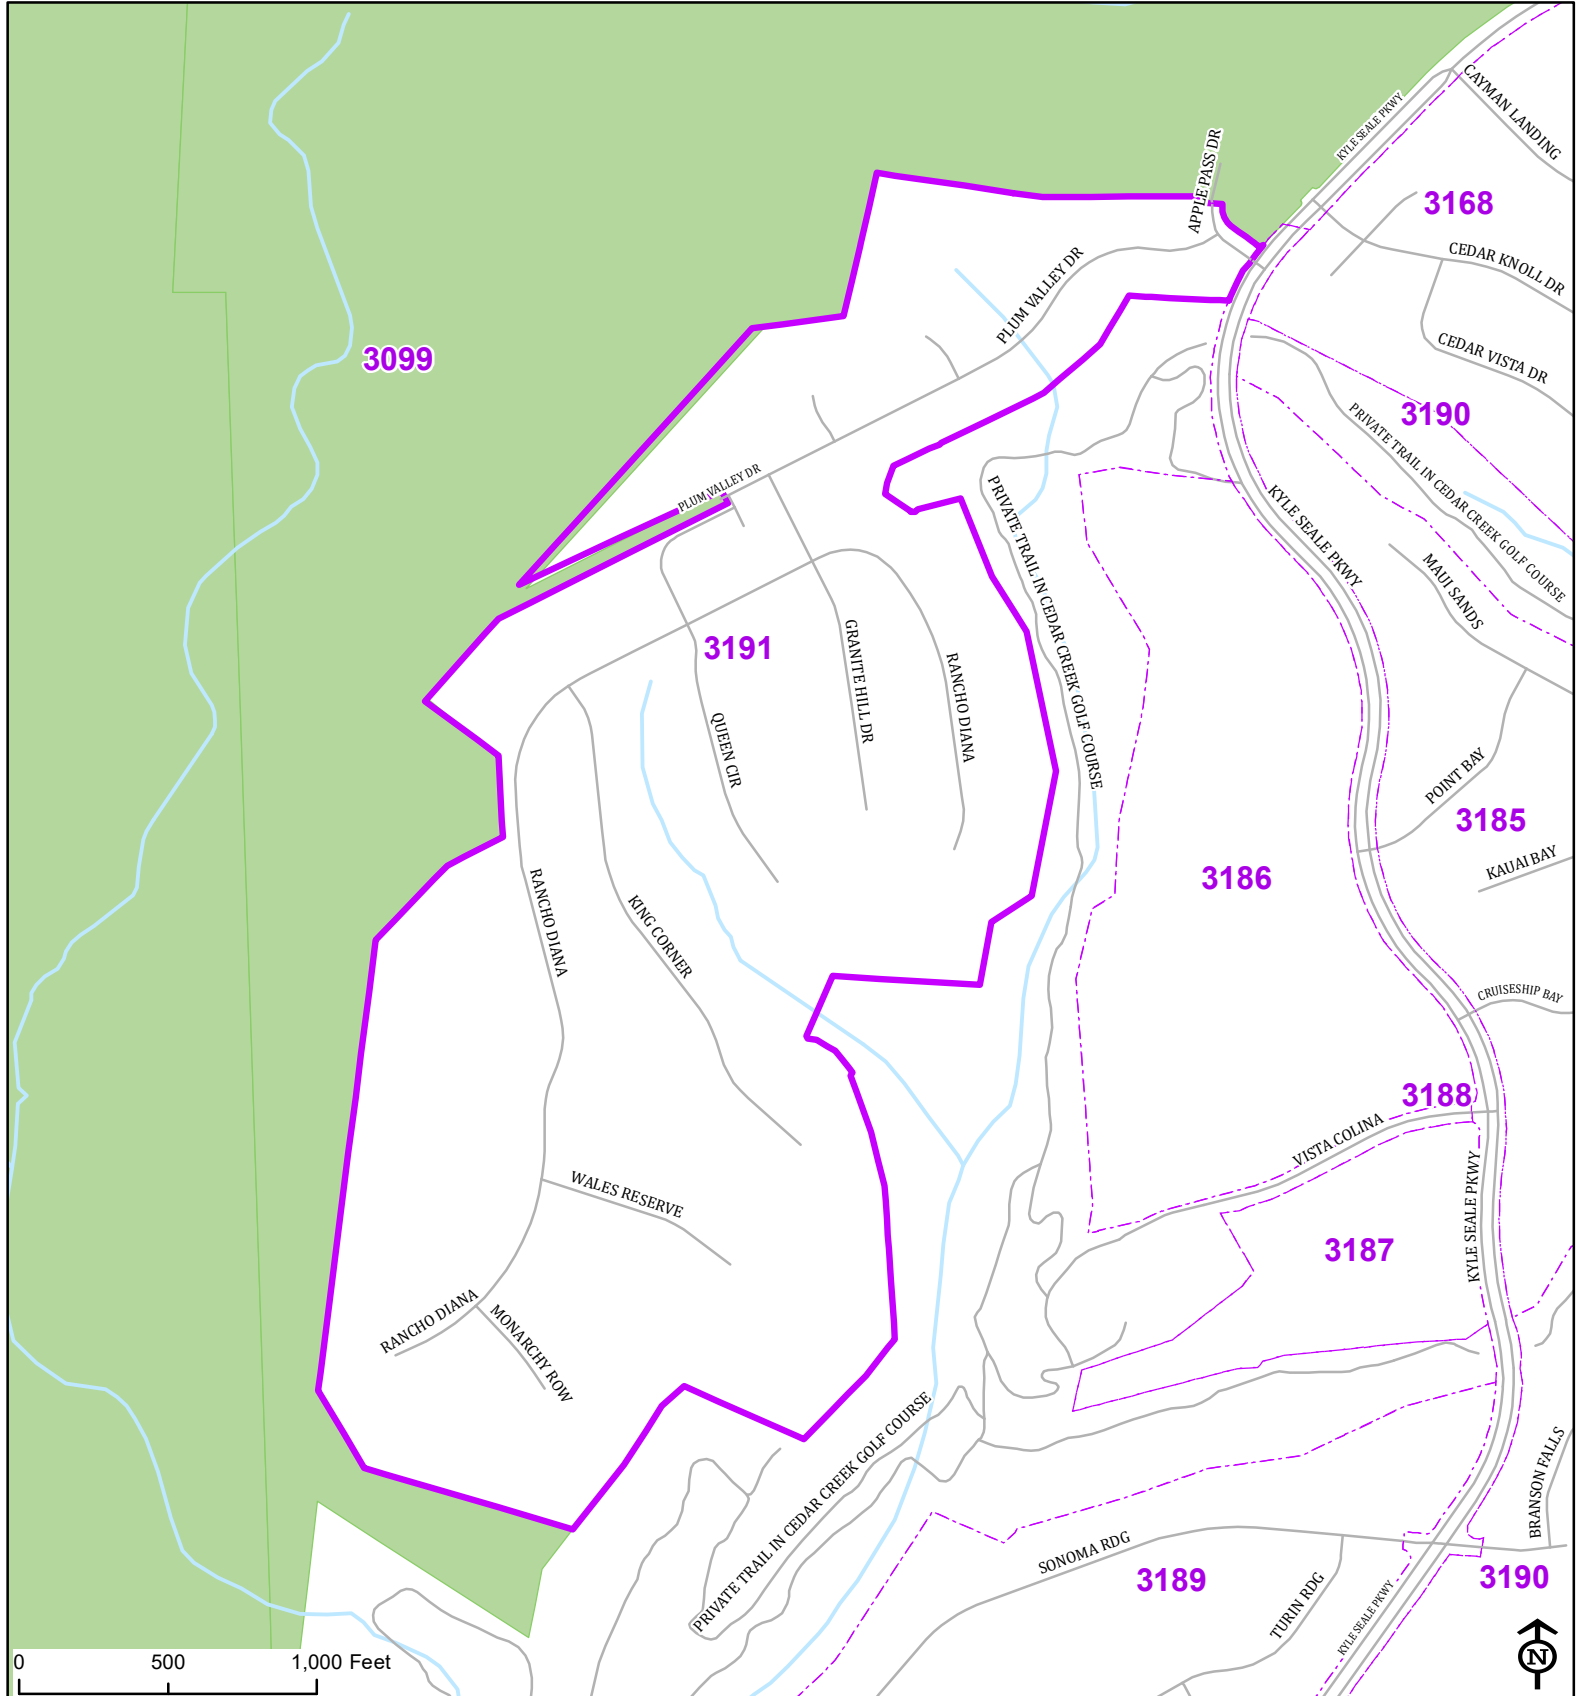 CAYMAN LANDING
KYLE SEALE PKWY
APPLE PASS DR
3168
CEDAR KNOLL DR
PLUM VALLEY DR
3099
CEDAR VISTA DR
3190
PRIVATE TRAIL IN CEDAR CREEK GOLF COURSE
PLUM VALLEY DR
PRIVATE TRAIL IN CEDAR CREEK GOLF COURSE
KYLE SEALE PKWY
MAUI SANDS
3191
GRANITE HILL DR
RANCHO DIANA
QUEEN CIR
POINT BAY
3185
KAUAI BAY
3186
RANCHO DIANA
KING CORNER
CRUISESHIP BAY
3188
VISTA COLINA
WALES RESERVE
KYLE SEALE PKWY
3187
RANCHO DIANA
MONARCHY ROW
PRIVATE TRAIL IN CEDAR CREEK GOLF COURSE
BRANSON FALLS
SONOMA RDG
3189
3190
TURIN RDG
KYLE SEALE PKWY
0 500 1,000 Feet
N